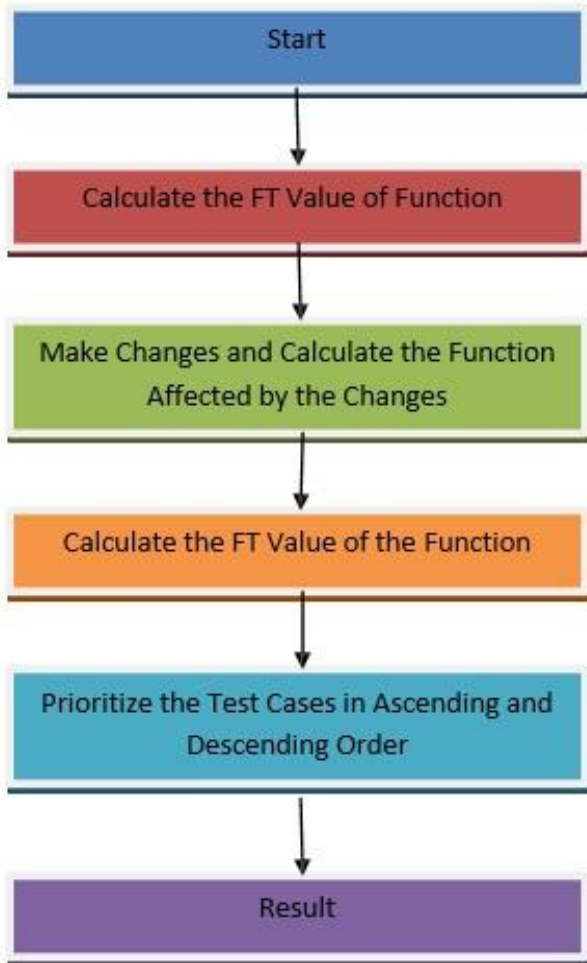 Start
Calculate the FT Value of Function
Make Changes and Calculate the Function
Affected by the Changes
Calculate the FT Value of the Function
Prioritize the Test Cases in Ascending and
Descending Order
Result